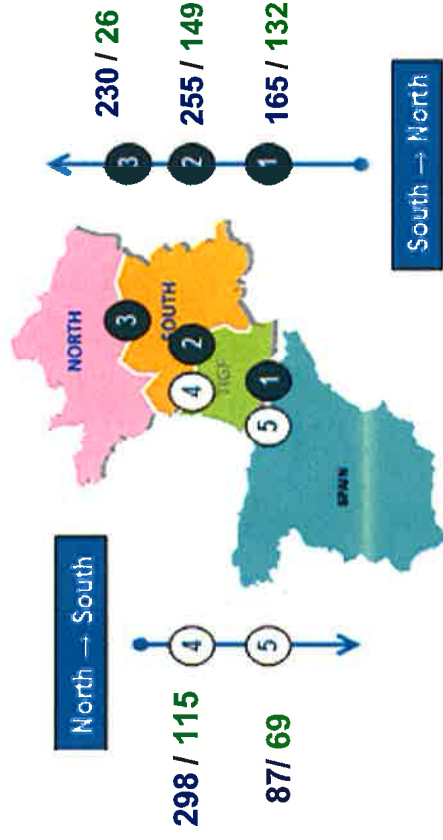 North → South
298 / 115
87/ 69
4
5
NORTH
SOUTH
TIGF
SPAIN
3
2
4
1
5
3
2
1
230 / 26
255 / 149
165 / 132
South → North